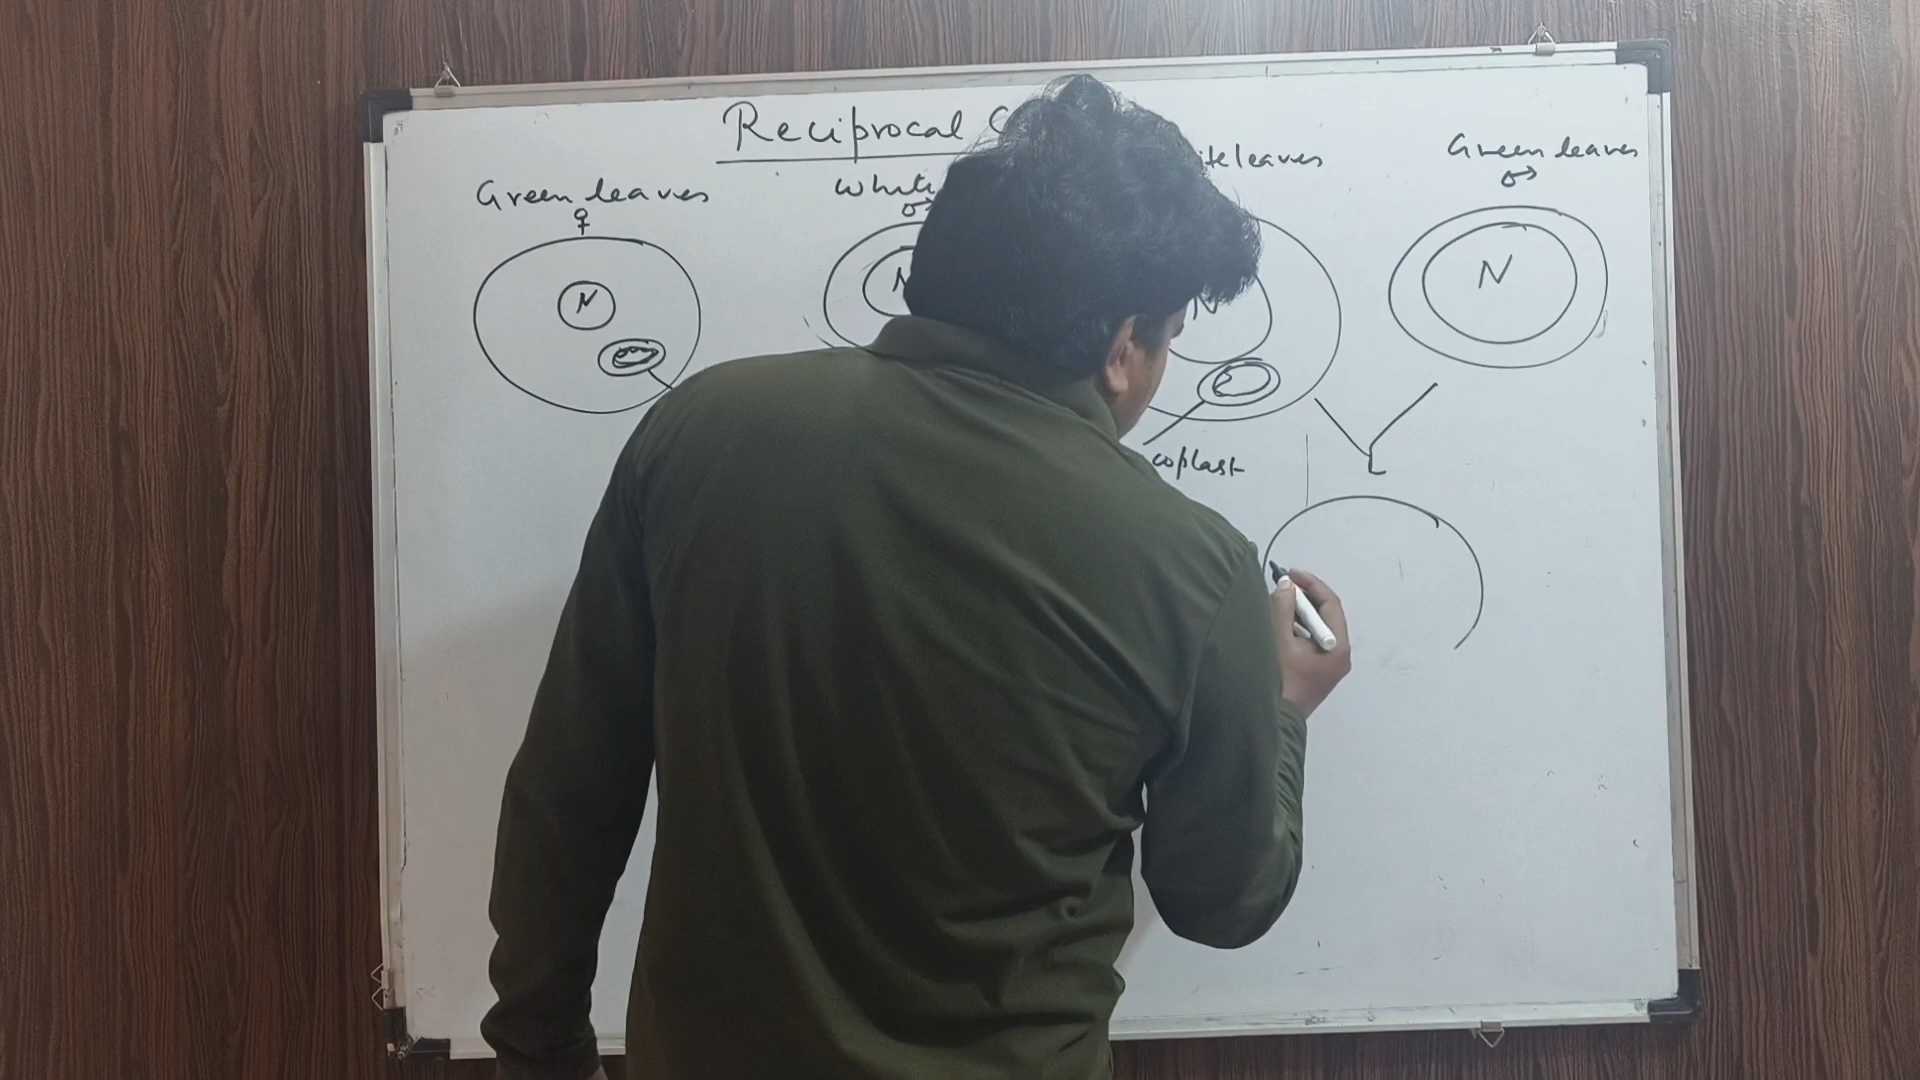 Reciprocal C
Green leaves
♀
White
♂
iteleaves
Green leaves
♂
N
N
N
N
coplast